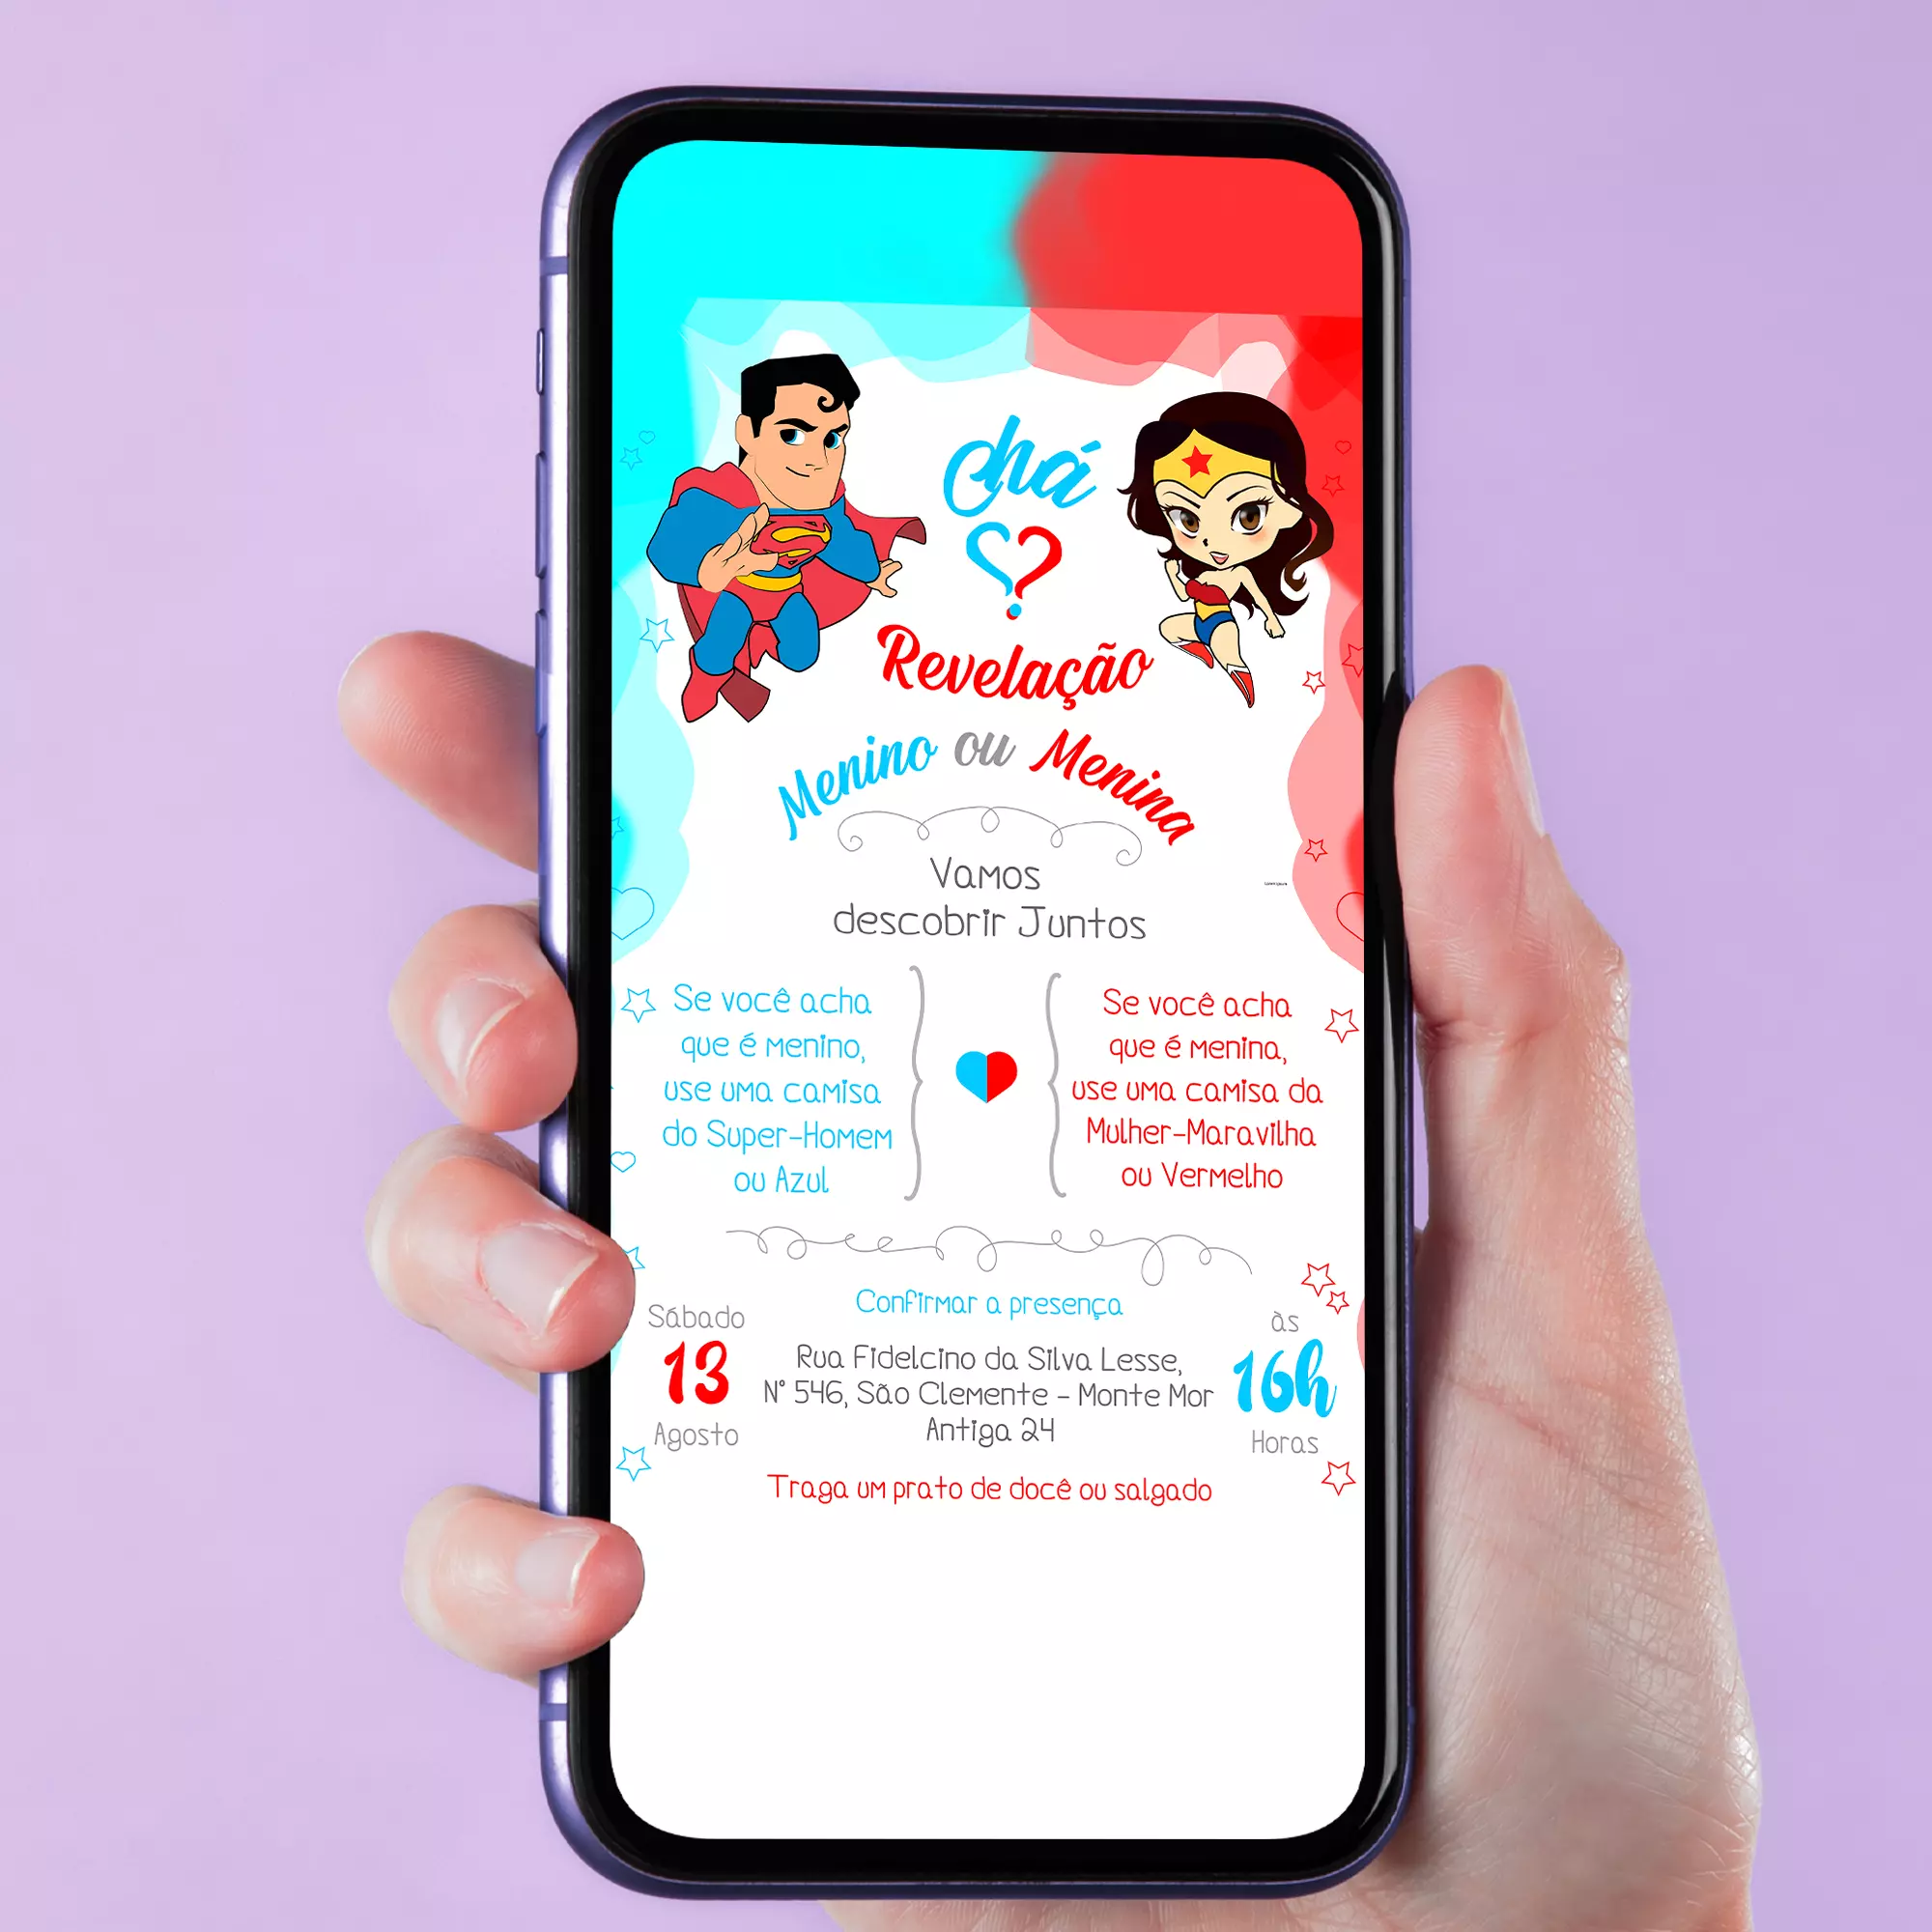 chá
Revelação
Menino ou Menina
Vamos
descobrir Juntos
Se você acha
que é menino,
use uma camisa
do Super-Homem
ou Azul
Se você acha
que é menina,
use uma camisa da
Mulher-Maravilha
ou Vermelho
Confirmar a presença
Sábado
13
Agosto
Rua Fidelcino da Silva Lesse,
N° 546, São Clemente - Monte Mor
Antiga 24
às
16h
Horas
Traga um prato de docê ou salgado